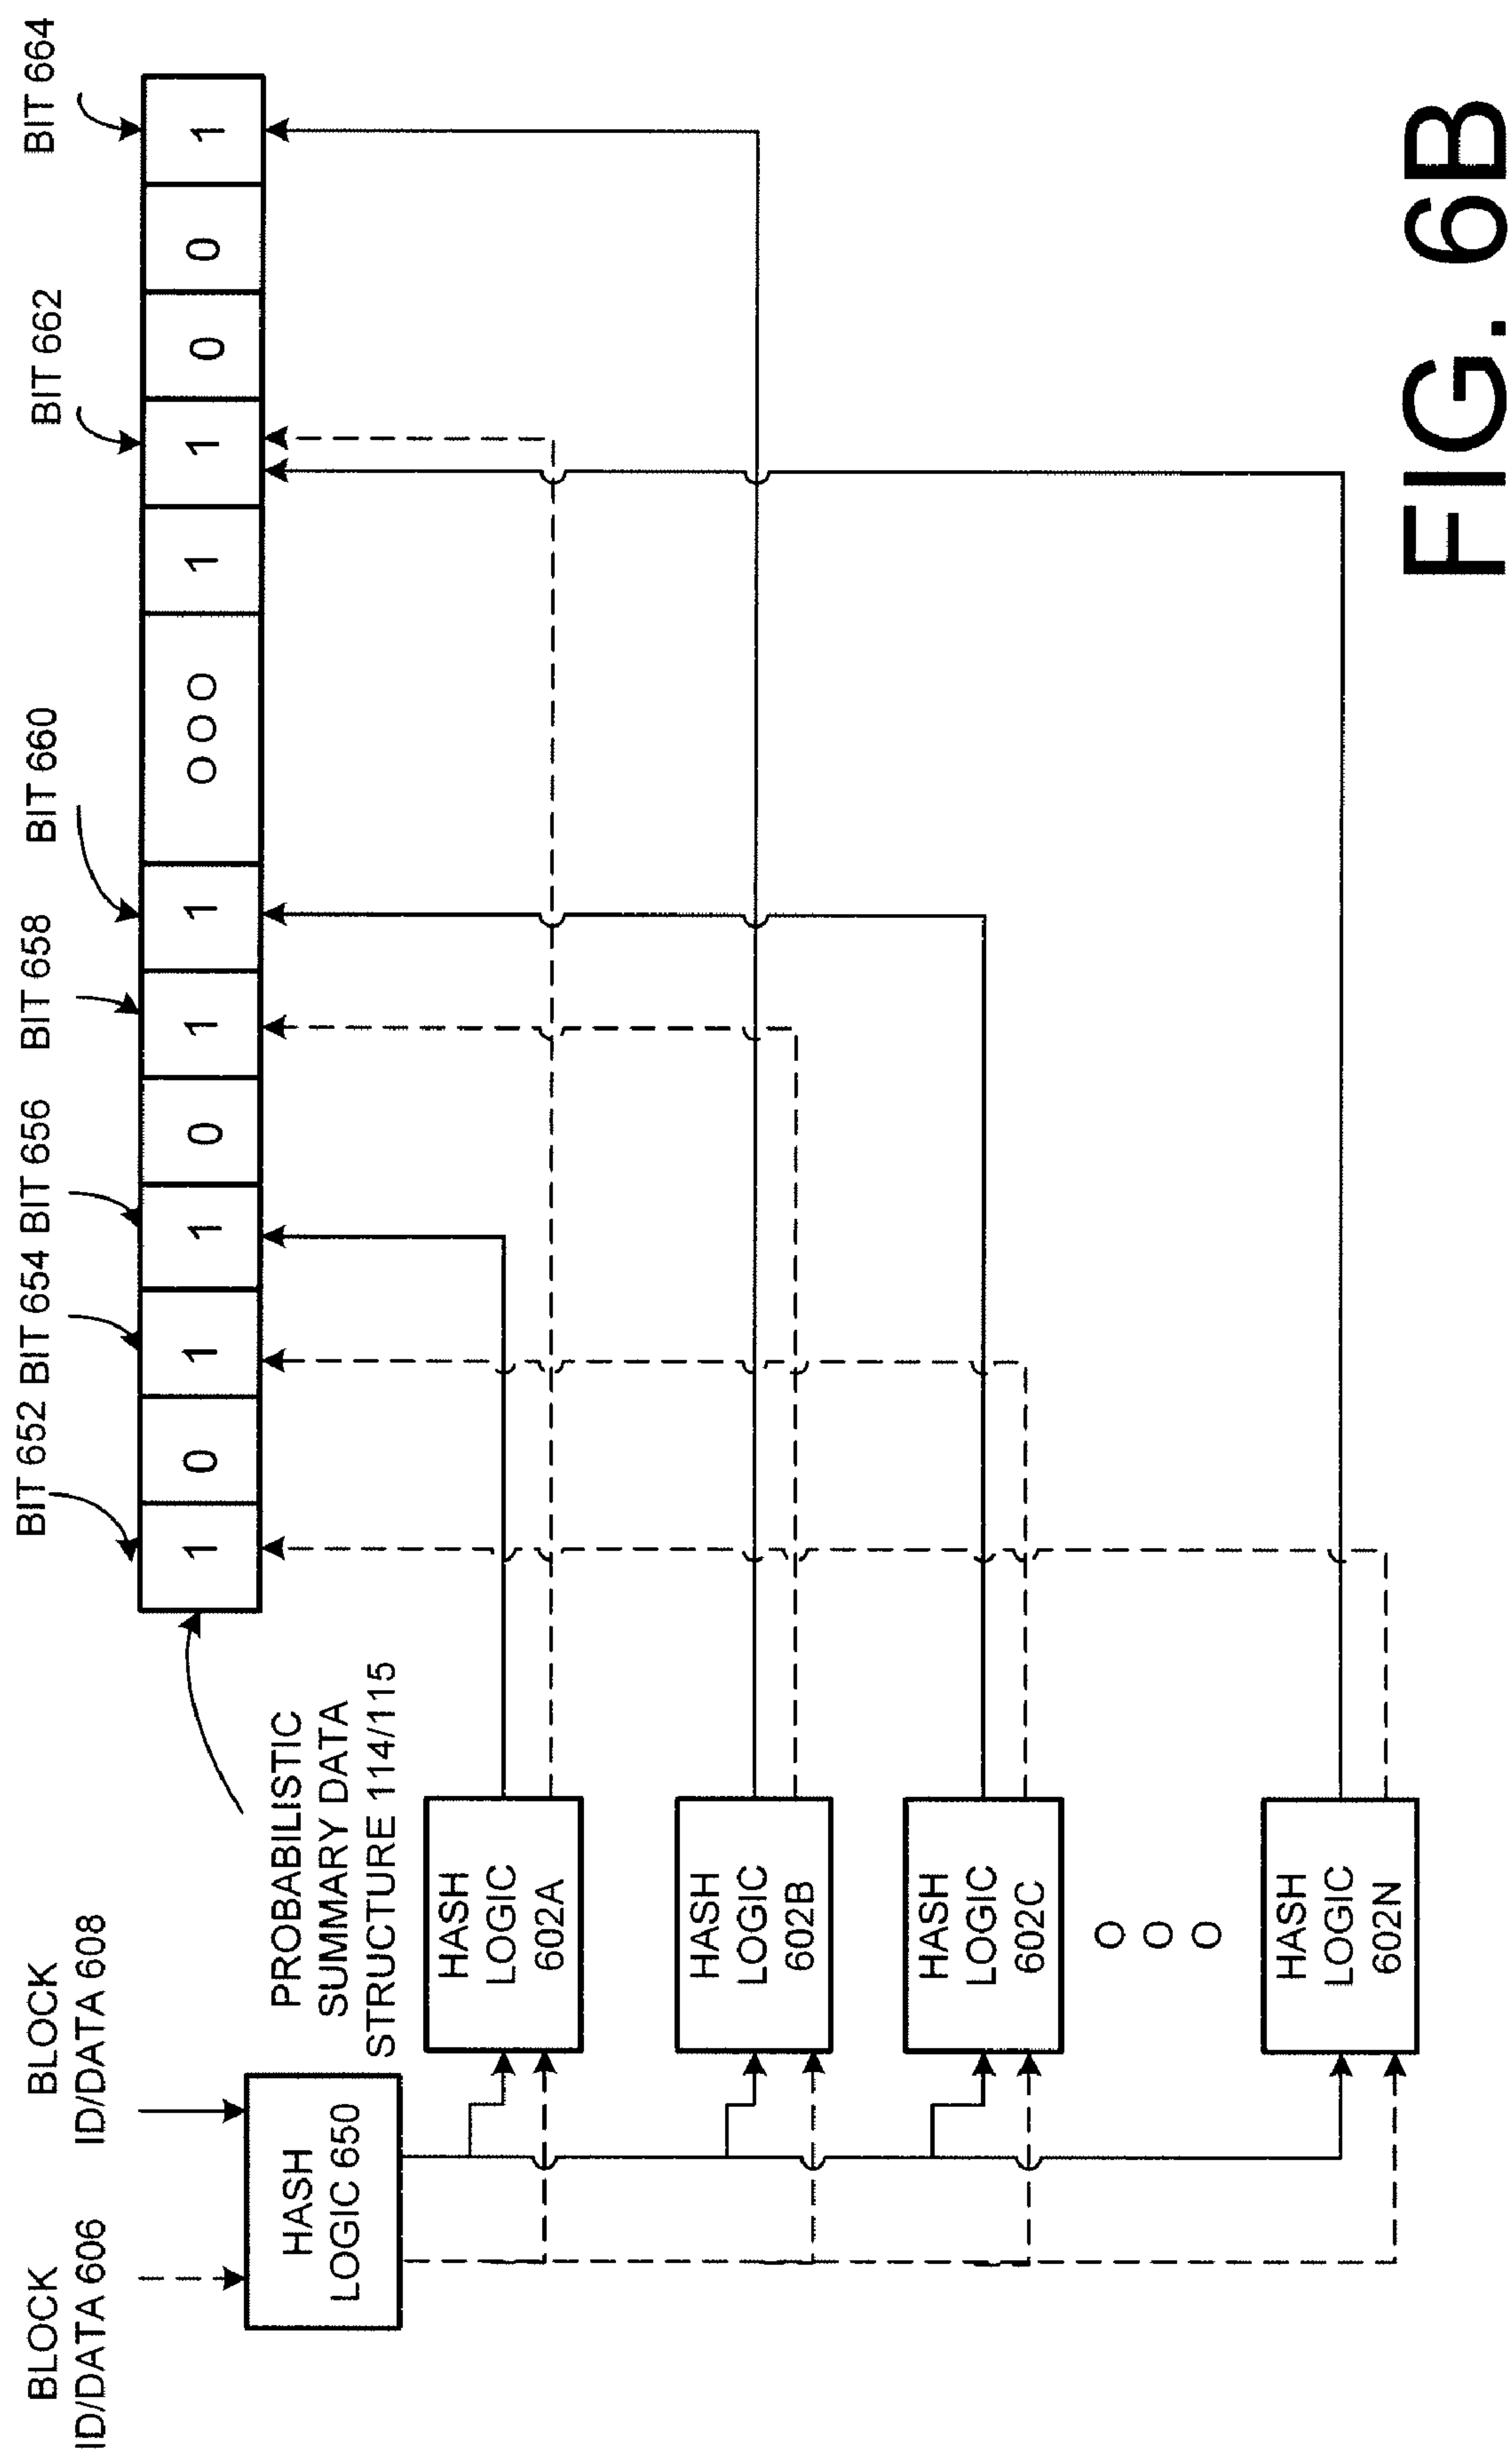 BLOCK
ID/DATA 606
BLOCK
ID/DATA 608
HASH
LOGIC 650
PROBABILISTIC
SUMMARY DATA
STRUCTURE 114/115
BIT 652
BIT 654
BIT 656
BIT 658
BIT 660
BIT 662
BIT 664
1 0 1 1 0 1 1 OOO 1 1 0 0 1
HASH
LOGIC
602A
HASH
LOGIC
602B
HASH
LOGIC
602C
O O O
HASH
LOGIC
602N
FIG. 6B